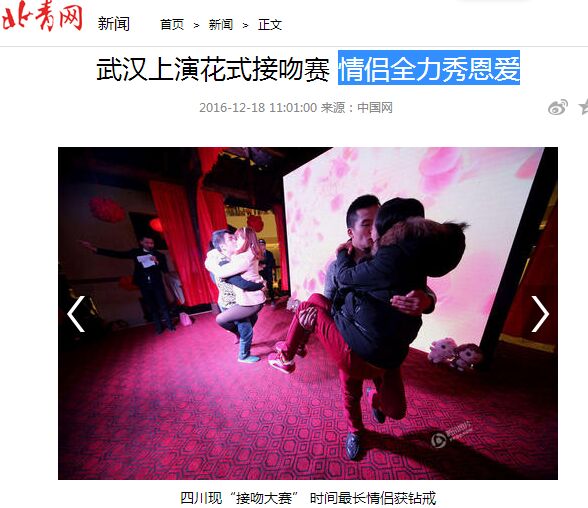 北青网 新闻 首页 > 新闻 > 正文
武汉上演花式接吻赛 情侣全力秀恩爱
2016-12-18 11:01:00 来源：中国网
四川现“接吻大赛” 时间最长情侣获钻戒